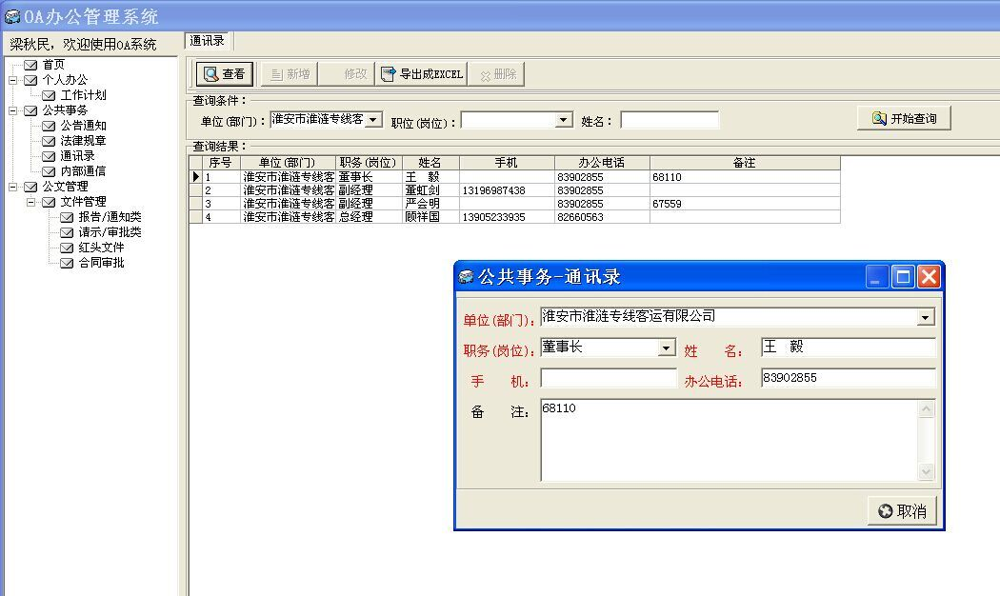 OA办公管理系统
梁秋民，欢迎使用OA系统
通讯录
首页
个人办公
工作计划
公共事务
公告通知
法律规章
通讯录
内部通信
公文管理
文件管理
报告/通知类
请示/审批类
红头文件
合同审批
查看 新增 修改 导出成EXCEL 删除
查询条件：
单位(部门)：淮安市淮涟专线客 职位(岗位)： 姓名： 开始查询
查询结果：
序号 单位(部门) 职务(岗位) 姓名 手机 办公电话 备注
1 淮安市淮涟专线客 董事长 王 毅 83902855 68110
2 淮安市淮涟专线客 副经理 董虹剑 13196987438 83902855
3 淮安市淮涟专线客 副经理 严会明 83902855 67559
4 淮安市淮涟专线客 总经理 顾祥国 13905233935 82660563
公共事务-通讯录
单位(部门)：淮安市淮涟专线客运有限公司
职务(岗位)：董事长 姓 名：王 毅
手 机： 办公电话：83902855
备 注：68110
取消